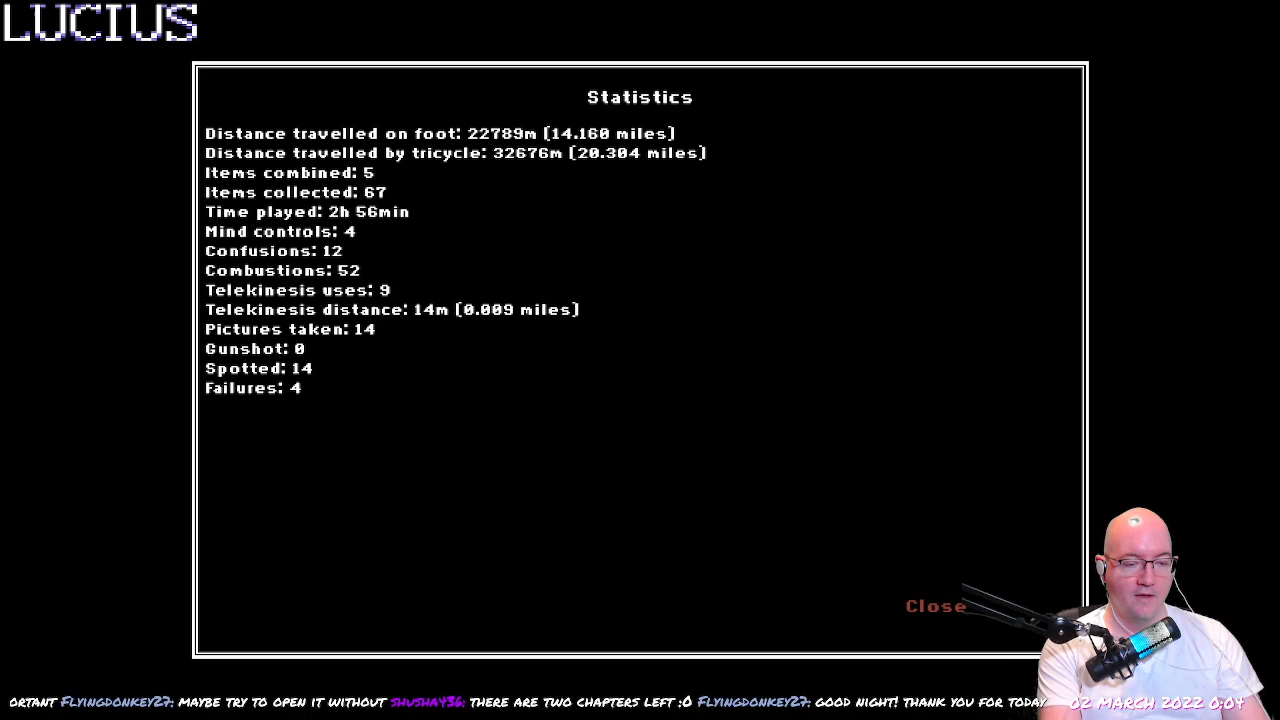 LUCIUS
Statistics
Distance travelled on foot: 22789m [14.160 miles]
Distance travelled by tricycle: 32676m [20.304 miles]
Items combined: 5
Items collected: 67
Time played: 2h 56min
Mind controls: 4
Confusions: 12
Combustions: 52
Telekinesis uses: 9
Telekinesis distance: 14m [0.009 miles]
Pictures taken: 14
Gunshot: 0
Spotted: 14
Failures: 4
Close
ORTANT FLYINGDONKEY27: MAYBE TRY TO OPEN IT WITHOUT SHUSHA436: THERE ARE TWO CHAPTERS LEFT :O FLYINGDONKEY27: GOOD NIGHT! THANK YOU FOR TODAY 02 MARCH 2022 0:04